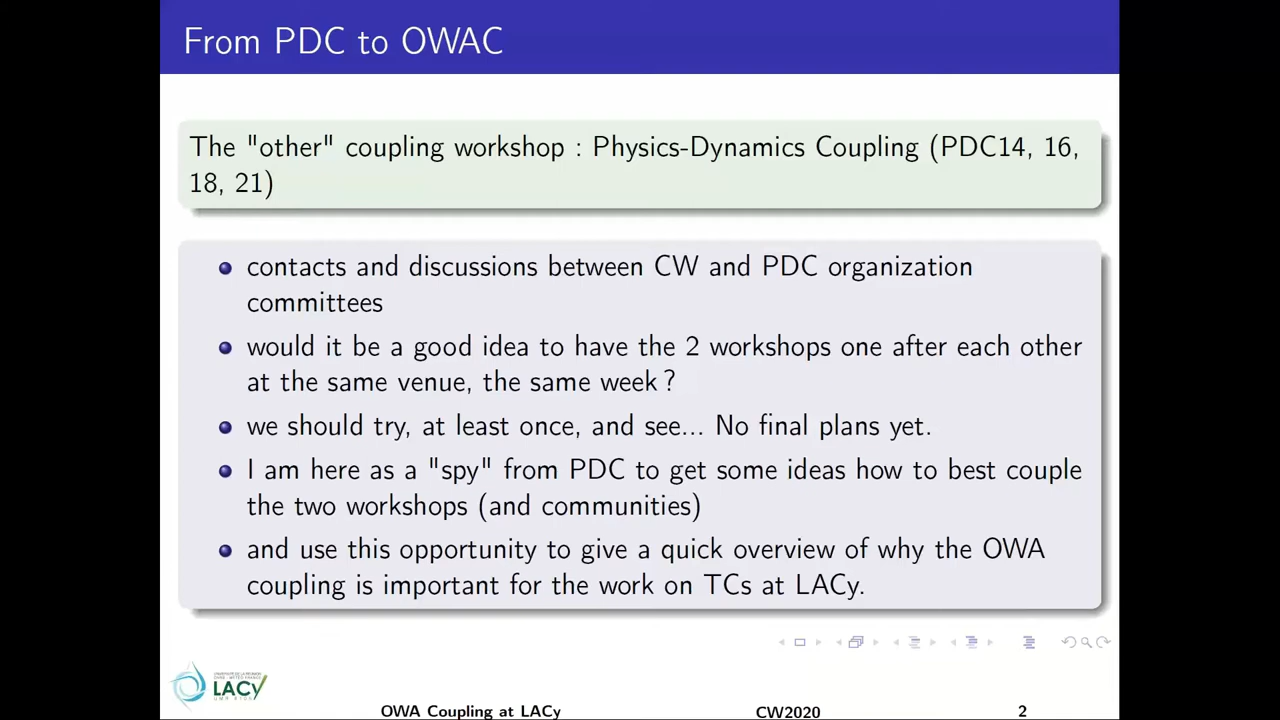 From PDC to OWAC
The "other" coupling workshop : Physics-Dynamics Coupling (PDC14, 16,
18, 21)
contacts and discussions between CW and PDC organization
committees
would it be a good idea to have the 2 workshops one after each other
at the same venue, the same week ?
we should try, at least once, and see... No final plans yet.
I am here as a "spy" from PDC to get some ideas how to best couple
the two workshops (and communities)
and use this opportunity to give a quick overview of why the OWA
coupling is important for the work on TCs at LACy.
LACy
OWA Coupling at LACy CW2020 2